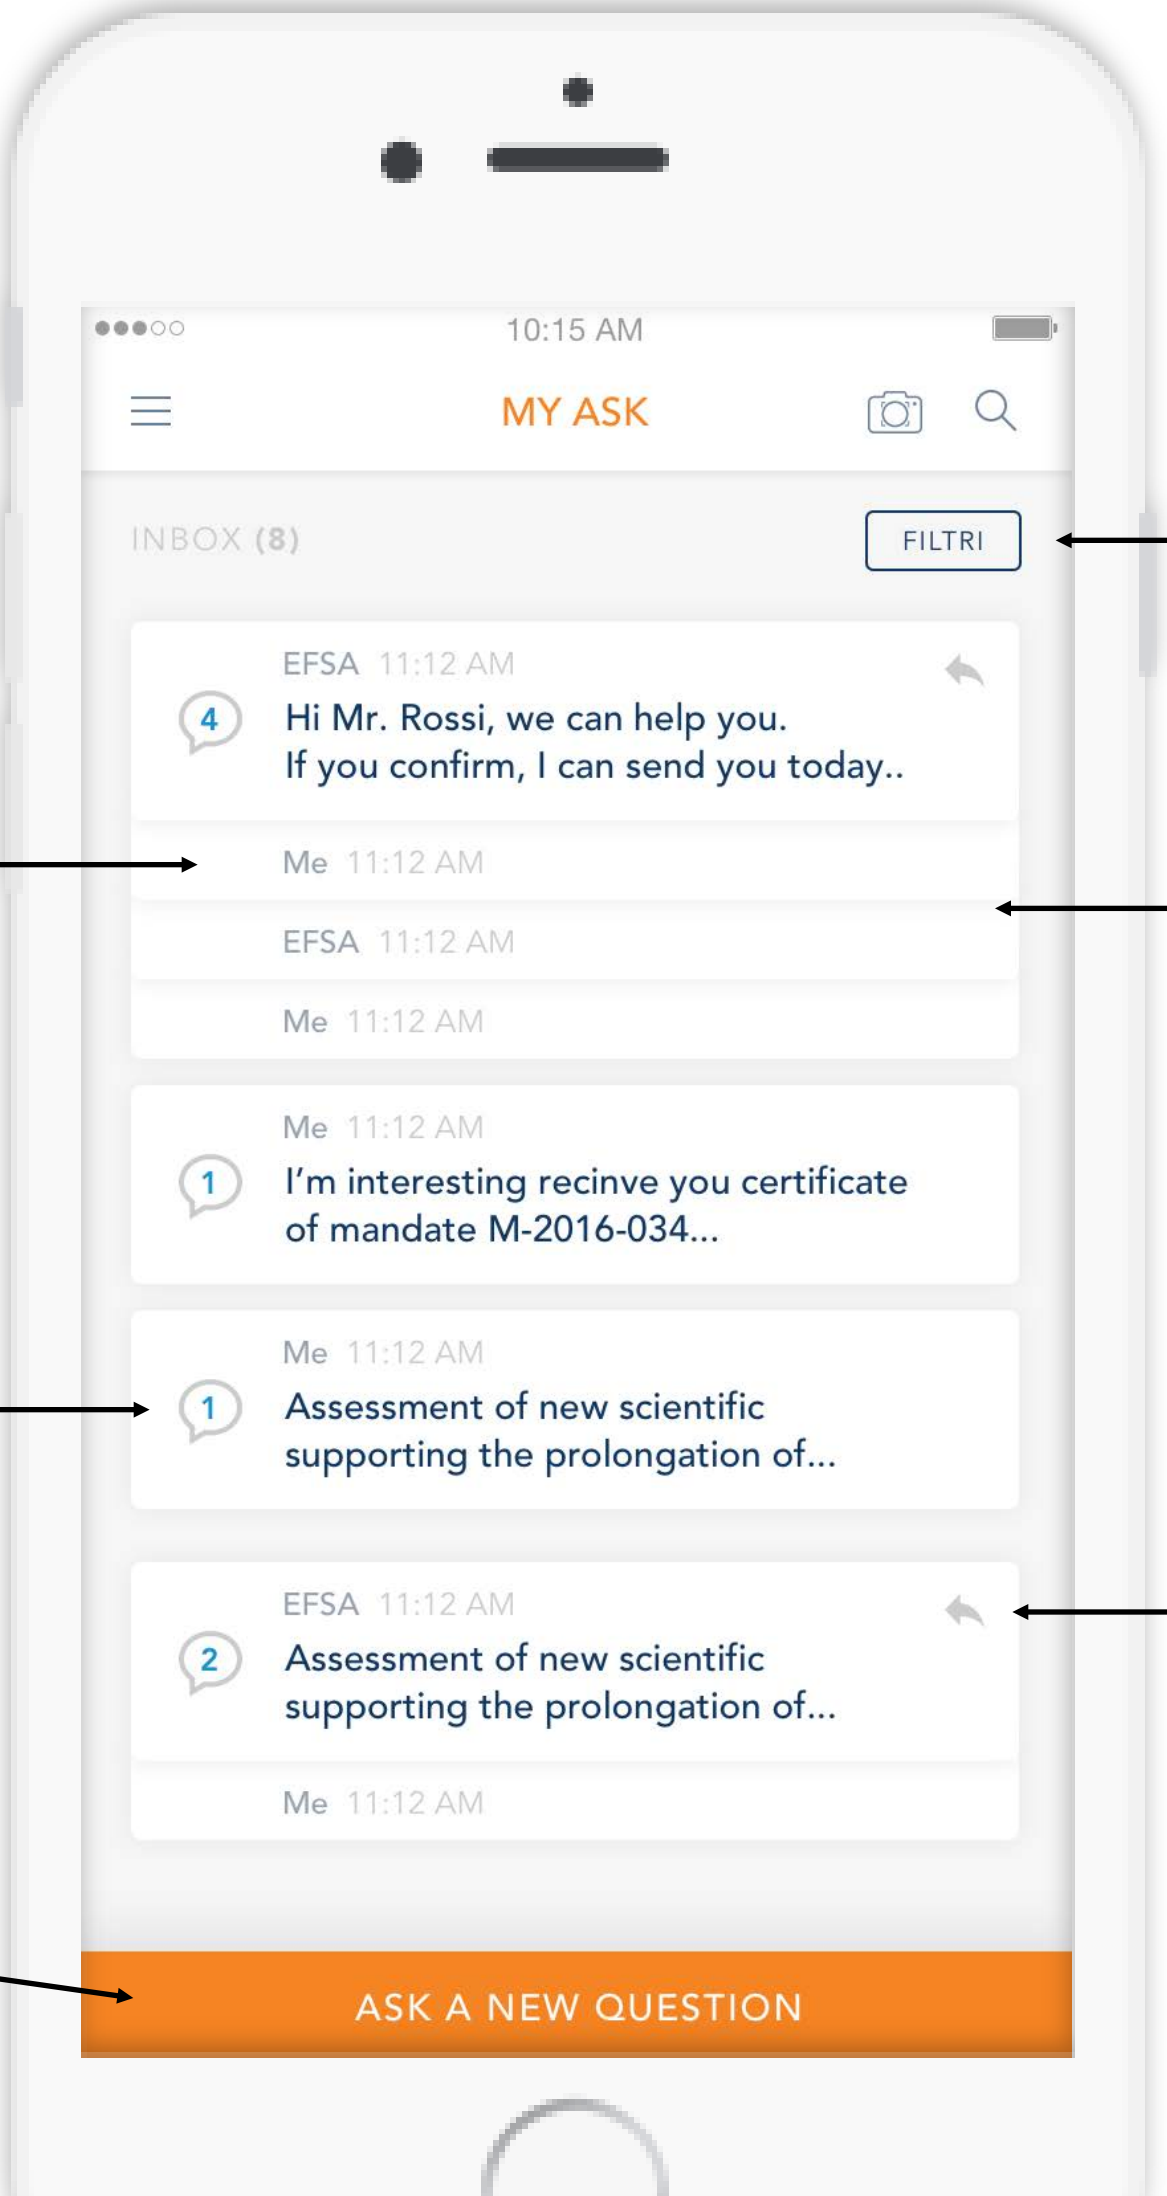 10:15 AM
MY ASK
INBOX (8)
FILTRI
EFSA 11:12 AM
4
Hi Mr. Rossi, we can help you.
If you confirm, I can send you today..
Me 11:12 AM
EFSA 11:12 AM
Me 11:12 AM
Me 11:12 AM
1
I'm interesting recinve you certificate
of mandate M-2016-034...
Me 11:12 AM
1
Assessment of new scientific
supporting the prolongation of...
EFSA 11:12 AM
2
Assessment of new scientific
supporting the prolongation of...
Me 11:12 AM
ASK A NEW QUESTION